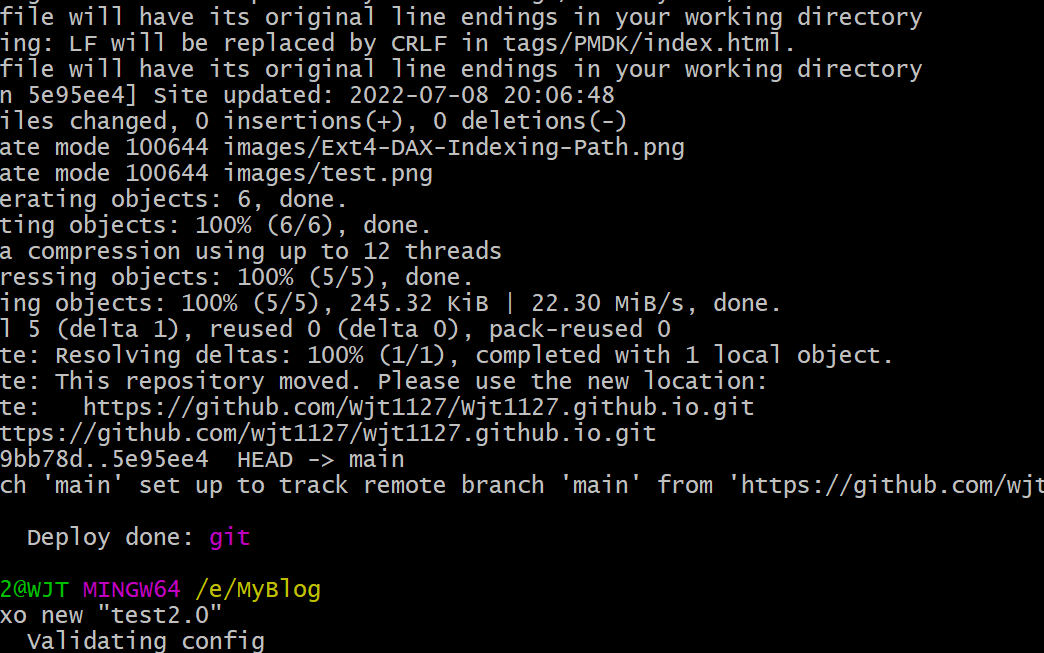 file will have its original line endings in your working directory
ing: LF will be replaced by CRLF in tags/PMDK/index.html.
file will have its original line endings in your working directory
n 5e95ee4] Site updated: 2022-07-08 20:06:48
iles changed, 0 insertions(+), 0 deletions(-)
ate mode 100644 images/Ext4-DAX-Indexing-Path.png
ate mode 100644 images/test.png
erating objects: 6, done.
ting objects: 100% (6/6), done.
a compression using up to 12 threads
ressing objects: 100% (5/5), done.
ing objects: 100% (5/5), 245.32 KiB | 22.30 MiB/s, done.
l 5 (delta 1), reused 0 (delta 0), pack-reused 0
te: Resolving deltas: 100% (1/1), completed with 1 local object.
te: This repository moved. Please use the new location:
te:   https://github.com/Wjt1127/Wjt1127.github.io.git
ttps://github.com/wjt1127/wjt1127.github.io.git
9bb78d..5e95ee4  HEAD -> main
ch 'main' set up to track remote branch 'main' from 'https://github.com/wjt
Deploy done: git
2@WJT MINGW64 /e/MyBlog
xo new "test2.0"
Validating config